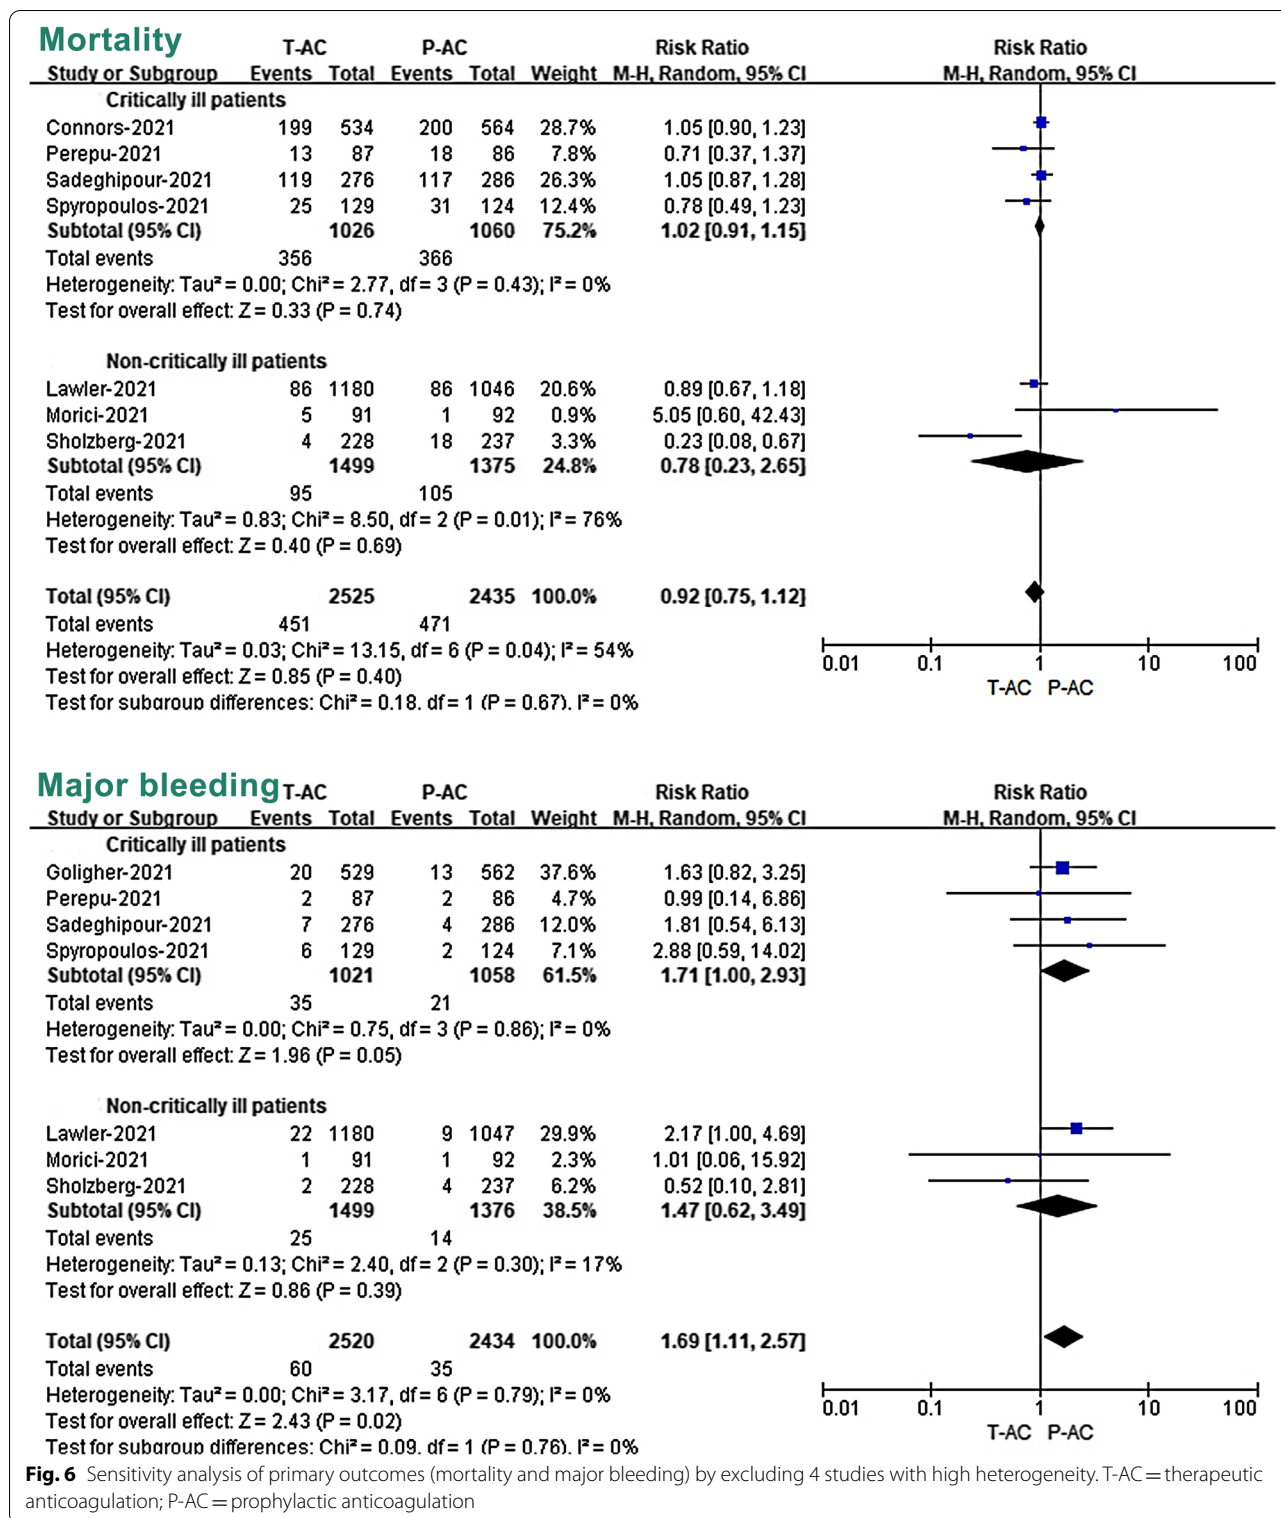 Mortality T-AC P-AC Risk Ratio Risk Ratio
Study or Subgroup Events Total Events Total Weight M-H, Random, 95% CI M-H, Random, 95% CI
Critically ill patients
Connors-2021 199 534 200 564 28.7% 1.05 [0.90, 1.23]
Perepu-2021 13 87 18 86 7.8% 0.71 [0.37, 1.37]
Sadeghipour-2021 119 276 117 286 26.3% 1.05 [0.87, 1.28]
Spyropoulos-2021 25 129 31 124 12.4% 0.78 [0.49, 1.23]
Subtotal (95% CI) 1026 1060 75.2% 1.02 [0.91, 1.15]
Total events 356 366
Heterogeneity: Tau² = 0.00; Chi² = 2.77, df = 3 (P = 0.43); I² = 0%
Test for overall effect: Z = 0.33 (P = 0.74)
Non-critically ill patients
Lawler-2021 86 1180 86 1046 20.6% 0.89 [0.67, 1.18]
Morici-2021 5 91 1 92 0.9% 5.05 [0.60, 42.43]
Sholzberg-2021 4 228 18 237 3.3% 0.23 [0.08, 0.67]
Subtotal (95% CI) 1499 1375 24.8% 0.78 [0.23, 2.65]
Total events 95 105
Heterogeneity: Tau² = 0.83; Chi² = 8.50, df = 2 (P = 0.01); I² = 76%
Test for overall effect: Z = 0.40 (P = 0.69)
Total (95% CI) 2525 2435 100.0% 0.92 [0.75, 1.12]
Total events 451 471
Heterogeneity: Tau² = 0.03; Chi² = 13.15, df = 6 (P = 0.04); I² = 54%
Test for overall effect: Z = 0.85 (P = 0.40)
Test for subgroup differences: Chi² = 0.18, df = 1 (P = 0.67), I² = 0%
0.01 0.1 1 10 100
T-AC P-AC
Major bleeding T-AC P-AC Risk Ratio Risk Ratio
Study or Subgroup Events Total Events Total Weight M-H, Random, 95% CI M-H, Random, 95% CI
Critically ill patients
Goligher-2021 20 529 13 562 37.6% 1.63 [0.82, 3.25]
Perepu-2021 2 87 2 86 4.7% 0.99 [0.14, 6.86]
Sadeghipour-2021 7 276 4 286 12.0% 1.81 [0.54, 6.13]
Spyropoulos-2021 6 129 2 124 7.1% 2.88 [0.59, 14.02]
Subtotal (95% CI) 1021 1058 61.5% 1.71 [1.00, 2.93]
Total events 35 21
Heterogeneity: Tau² = 0.00; Chi² = 0.75, df = 3 (P = 0.86); I² = 0%
Test for overall effect: Z = 1.96 (P = 0.05)
Non-critically ill patients
Lawler-2021 22 1180 9 1047 29.9% 2.17 [1.00, 4.69]
Morici-2021 1 91 1 92 2.3% 1.01 [0.06, 15.92]
Sholzberg-2021 2 228 4 237 6.2% 0.52 [0.10, 2.81]
Subtotal (95% CI) 1499 1376 38.5% 1.47 [0.62, 3.49]
Total events 25 14
Heterogeneity: Tau² = 0.13; Chi² = 2.40, df = 2 (P = 0.30); I² = 17%
Test for overall effect: Z = 0.86 (P = 0.39)
Total (95% CI) 2520 2434 100.0% 1.69 [1.11, 2.57]
Total events 60 35
Heterogeneity: Tau² = 0.00; Chi² = 3.17, df = 6 (P = 0.79); I² = 0%
Test for overall effect: Z = 2.43 (P = 0.02)
Test for subgroup differences: Chi² = 0.09, df = 1 (P = 0.76), I² = 0%
0.01 0.1 1 10 100
T-AC P-AC
Fig. 6 Sensitivity analysis of primary outcomes (mortality and major bleeding) by excluding 4 studies with high heterogeneity. T-AC = therapeutic
anticoagulation; P-AC = prophylactic anticoagulation